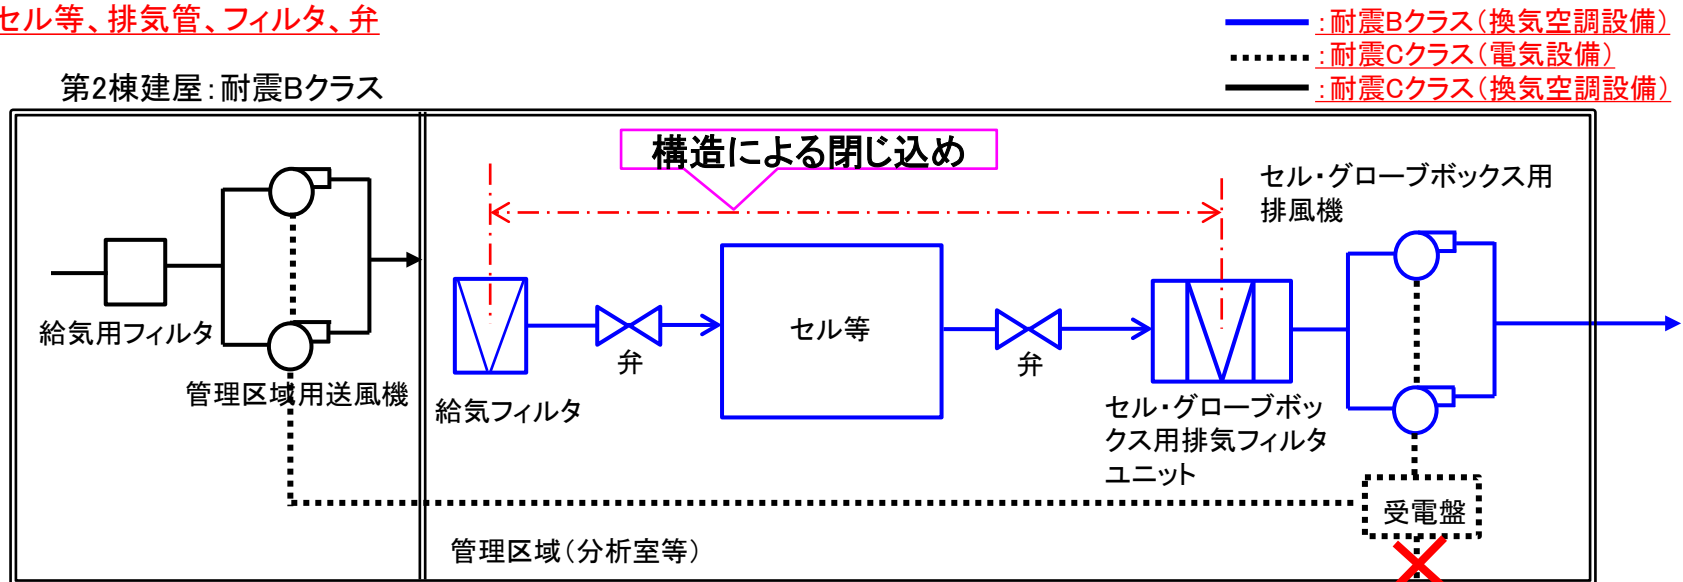 セル等、排気管、フィルタ、弁
：耐震Bクラス（換気空調設備）
：耐震Cクラス（電気設備）
：耐震Cクラス（換気空調設備）
第2棟建屋：耐震Bクラス
構造による閉じ込め
セル・グローブボックス用
排風機
給気用フィルタ
管理区域用送風機
給気フィルタ
弁
セル等
弁
セル・グローブボッ
クス用排気フィルタ
ユニット
受電盤
管理区域（分析室等）